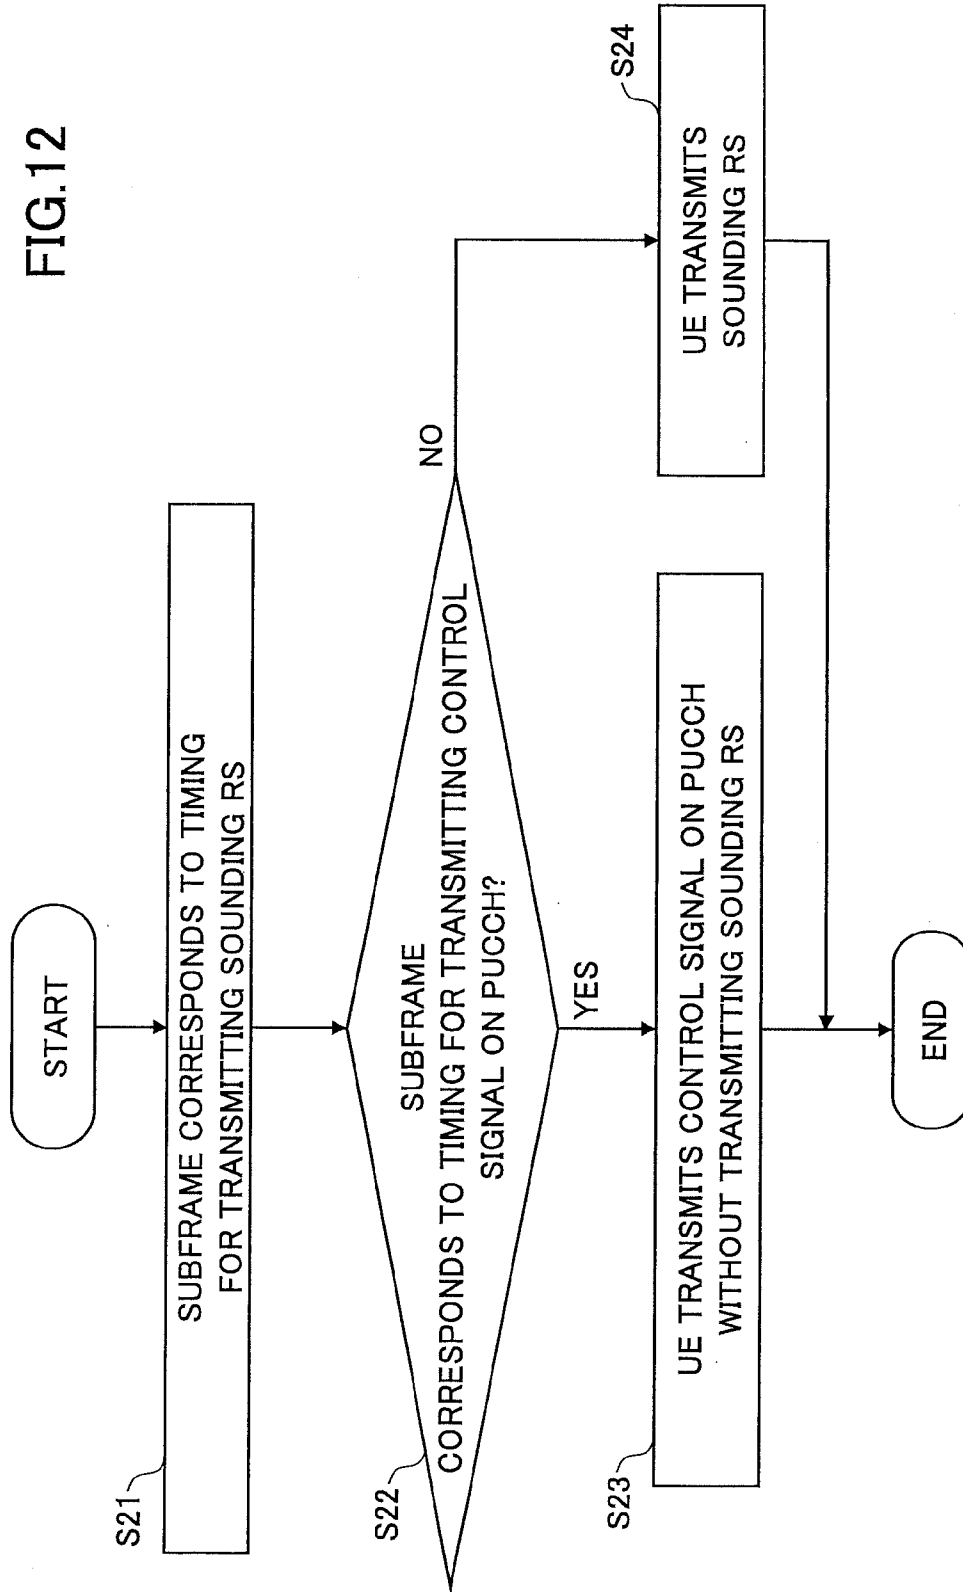 FIG.12
START
S21
SUBFRAME CORRESPONDS TO TIMING
FOR TRANSMITTING SOUNDING RS
S22
SUBFRAME
CORRESPONDS TO TIMING FOR TRANSMITTING CONTROL
SIGNAL ON PUCCH?
NO
YES
S23
UE TRANSMITS CONTROL SIGNAL ON PUCCH
WITHOUT TRANSMITTING SOUNDING RS
S24
UE TRANSMITS
SOUNDING RS
END